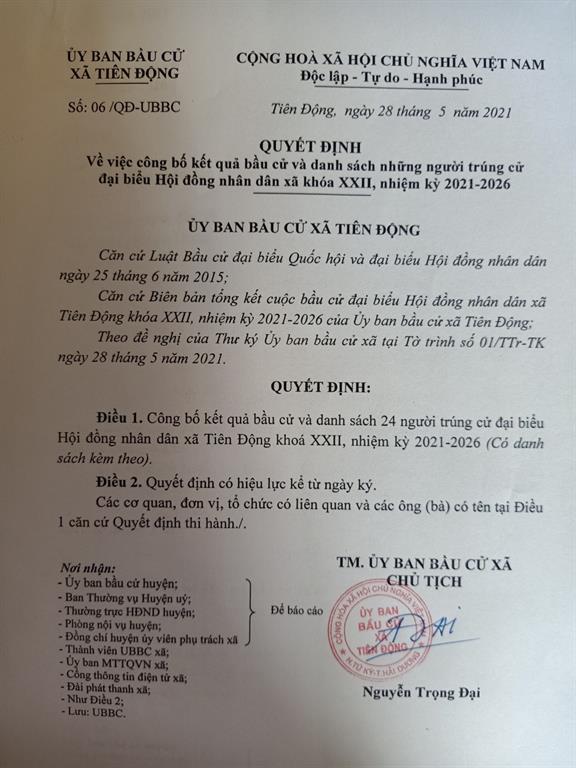 ỦY BAN BẦU CỬ
XÃ TIÊN ĐỘNG
Số: 06 /QĐ-UBBC
CỘNG HOÀ XÃ HỘI CHỦ NGHĨA VIỆT NAM
Độc lập - Tự do - Hạnh phúc
Tiên Động, ngày 28 tháng 5 năm 2021
QUYẾT ĐỊNH
Về việc công bố kết quả bầu cử và danh sách những người trúng cử
đại biểu Hội đồng nhân dân xã khóa XXII, nhiệm kỳ 2021-2026
ỦY BAN BẦU CỬ XÃ TIÊN ĐỘNG
Căn cứ Luật Bầu cử đại biểu Quốc hội và đại biểu Hội đồng nhân dân
ngày 25 tháng 6 năm 2015;
Căn cứ Biên bản tổng kết cuộc bầu cử đại biểu Hội đồng nhân dân xã
Tiên Động khóa XXII, nhiệm kỳ 2021-2026 của Ủy ban bầu cử xã Tiên Động;
Theo đề nghị của Thư ký Ủy ban bầu cử xã tại Tờ trình số 01/TTr-TK
ngày 28 tháng 5 năm 2021.
QUYẾT ĐỊNH:
Điều 1. Công bố kết quả bầu cử và danh sách 24 người trúng cử đại biểu
Hội đồng nhân dân xã Tiên Động khoá XXII, nhiệm kỳ 2021-2026 (Có danh
sách kèm theo).
Điều 2. Quyết định có hiệu lực kể từ ngày ký.
Các cơ quan, đơn vị, tổ chức có liên quan và các ông (bà) có tên tại Điều
1 căn cứ Quyết định thi hành./.
Nơi nhận:
- Ủy ban bầu cử huyện;
- Ban Thường vụ Huyện uỷ;
- Thường trực HĐND huyện;
- Phòng nội vụ huyện;
- Đồng chí huyện ủy viên phụ trách xã
- Thành viên UBBC xã;
- Ủy ban MTTQVN xã;
- Cổng thông tin điện tử xã;
- Đài phát thanh xã;
- Như Điều 2;
- Lưu: UBBC.
Để báo cáo
TM. ỦY BAN BẦU CỬ XÃ
CHỦ TỊCH
CỘNG HÒA XÃ HỘI CHỦ NGHĨA VIỆT
ỦY BAN
BẦU CỬ
XÃ
TIÊN ĐỘNG
N.TỨ KỲ-T.HẢI DƯƠNG
Nguyễn Trọng Đại